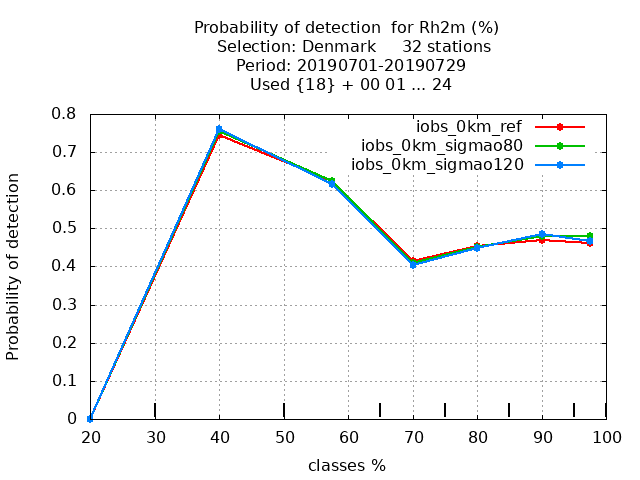 Probability of detection  for Rh2m (%)
Selection: Denmark     32 stations
Period: 20190701-20190729
Used {18} + 00 01 ... 24
0.8
0.7
0.6
0.5
0.4
0.3
0.2
0.1
0
Probability of detection
iobs_0km_ref
iobs_0km_sigmao80
iobs_0km_sigmao120
20 30 40 50 60 70 80 90 100
classes %